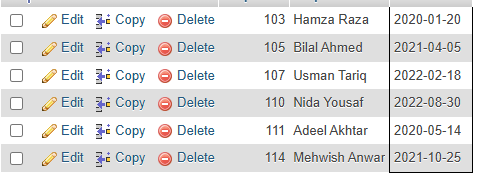 Edit Copy Delete 103 Hamza Raza 2020-01-20
Edit Copy Delete 105 Bilal Ahmed 2021-04-05
Edit Copy Delete 107 Usman Tariq 2022-02-18
Edit Copy Delete 110 Nida Yousaf 2022-08-30
Edit Copy Delete 111 Adeel Akhtar 2020-05-14
Edit Copy Delete 114 Mehwish Anwar 2021-10-25